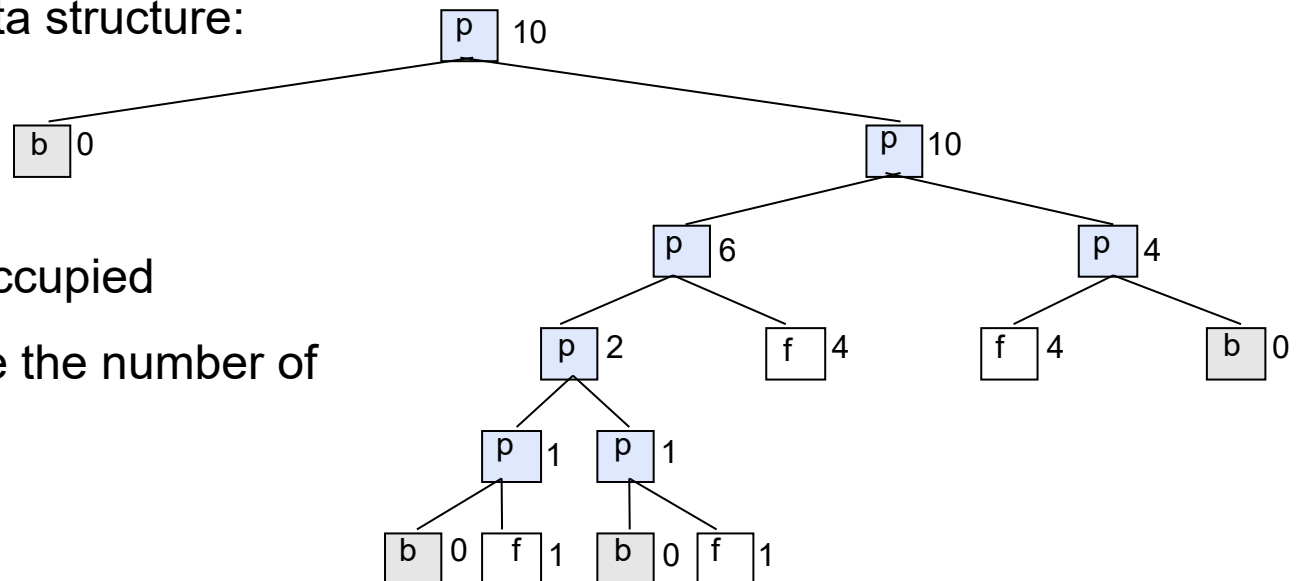 ta structure:
p 10
b 0
p 10
p 6
p 4
ccupied
p 2
f 4
f 4
b 0
e the number of
p 1
p 1
b 0
f 1
b 0
f 1